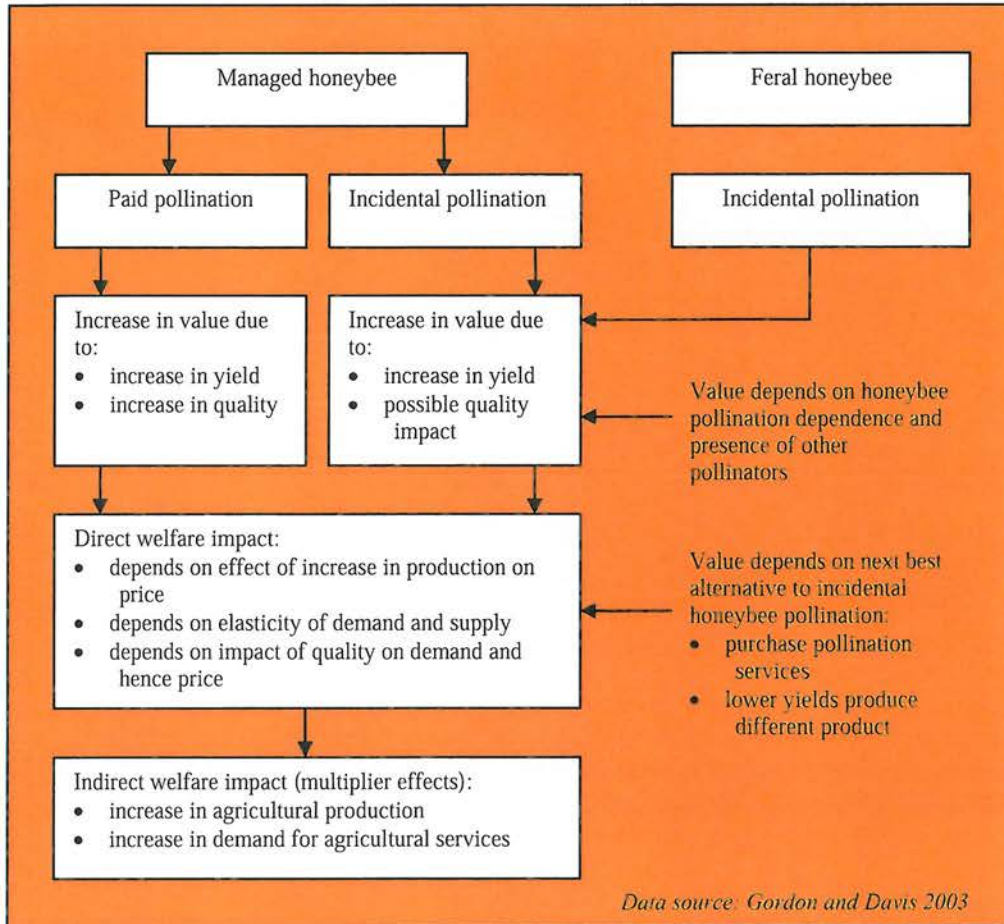 Managed honeybee
Feral honeybee
Paid pollination
Incidental pollination
Incidental pollination
Increase in value due
to:
• increase in yield
• increase in quality
Increase in value due
to:
• increase in yield
• possible quality
impact
Value depends on honeybee
pollination dependence and
presence of other
pollinators
Direct welfare impact:
• depends on effect of increase in production on
price
• depends on elasticity of demand and supply
• depends on impact of quality on demand and
hence price
Value depends on next best
alternative to incidental
honeybee pollination:
• purchase pollination
services
• lower yields produce
different product
Indirect welfare impact (multiplier effects):
• increase in agricultural production
• increase in demand for agricultural services
Data source: Gordon and Davis 2003